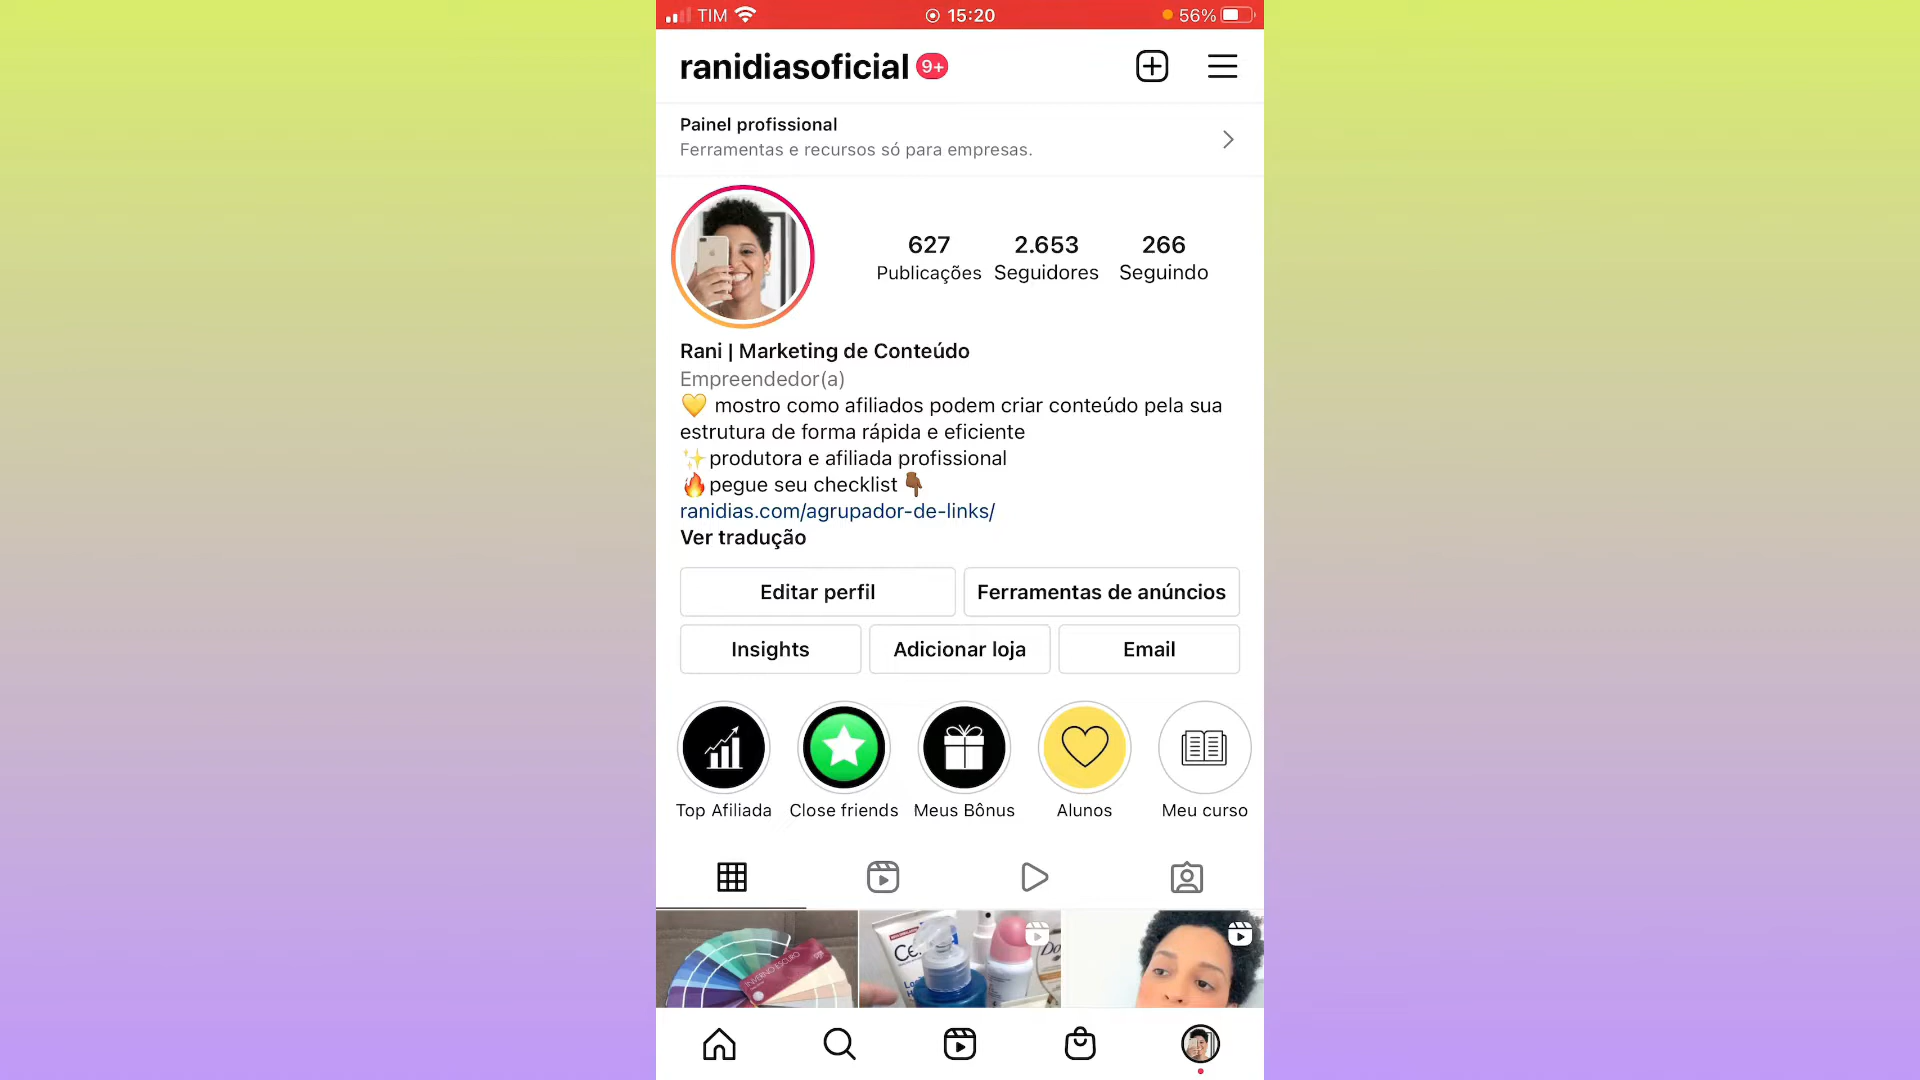 TIM 15:20 56%
ranidiasoficial 9+
Painel profissional
Ferramentas e recursos só para empresas.
627 2.653 266
Publicações Seguidores Seguindo
Rani | Marketing de Conteúdo
Empreendedor(a)
💛 mostro como afiliados podem criar conteúdo pela sua
estrutura de forma rápida e eficiente
✨produtora e afiliada profissional
🔥pegue seu checklist 👇🏾
ranidias.com/agrupador-de-links/
Ver tradução
Editar perfil Ferramentas de anúncios
Insights Adicionar loja Email
Top Afiliada Close friends Meus Bônus Alunos Meu curso